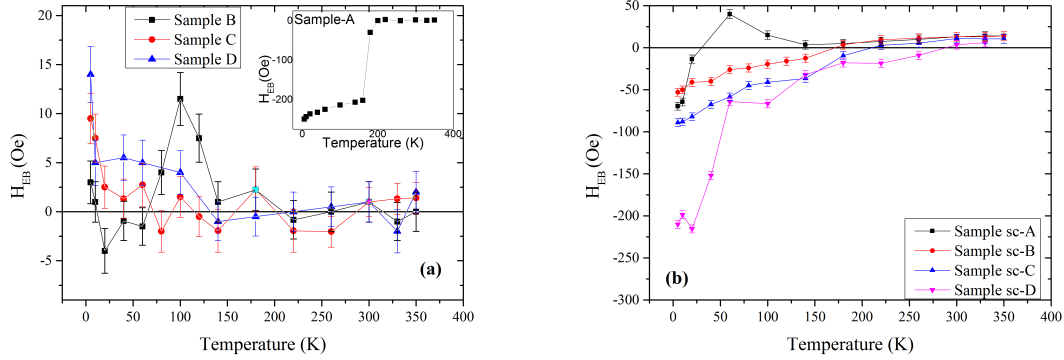 Sample B
Sample C
Sample D
Sample-A
0
-100
-200
H_EB(Oe)
0 100 200 300 400
Temperature (K)
20
15
10
5
0
-5
H_EB (Oe)
(a)
0 50 100 150 200 250 300 350 400
Temperature (K)
50
0
-50
-100
-150
-200
-250
-300
H_EB (Oe)
Sample sc-A
Sample sc-B
Sample sc-C
Sample sc-D
(b)
0 50 100 150 200 250 300 350 400
Temperature (K)